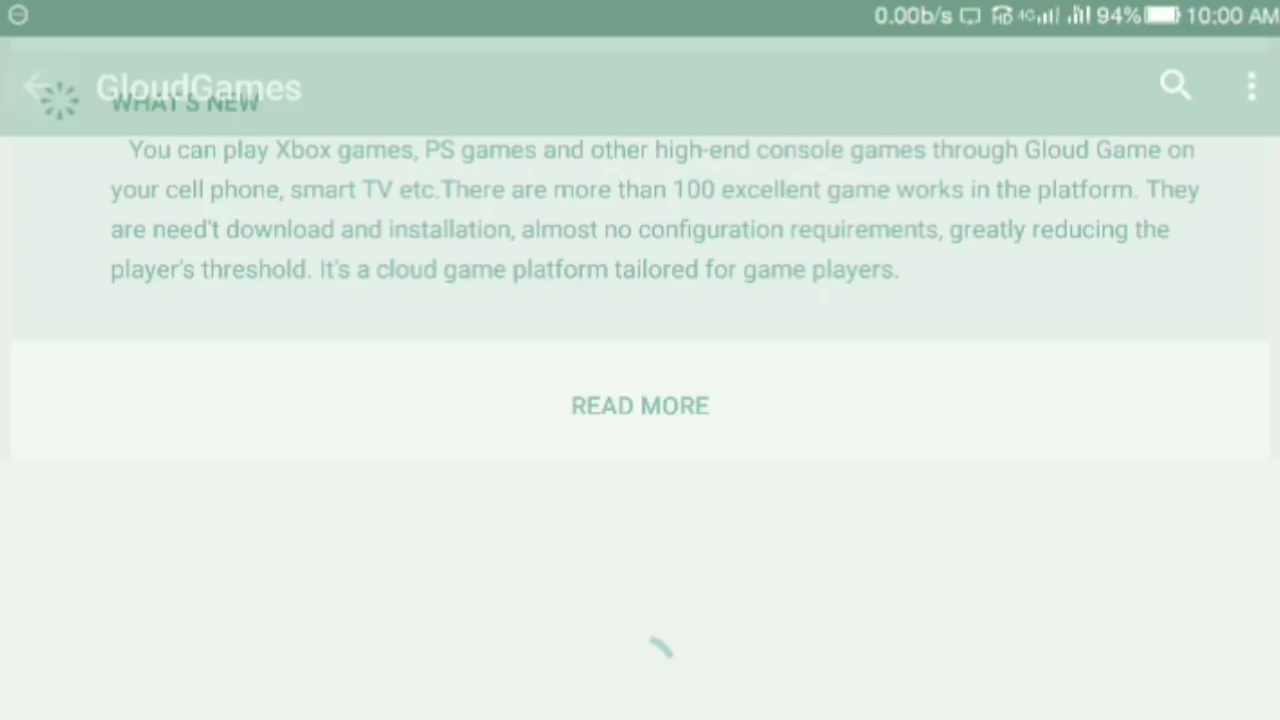 0.00b/s HD 4G 94% 10:00 AM
GloudGames
WHAT'S NEW
You can play Xbox games, PS games and other high-end console games through Gloud Game on
your cell phone, smart TV etc.There are more than 100 excellent game works in the platform. They
are need't download and installation, almost no configuration requirements, greatly reducing the
player's threshold. It's a cloud game platform tailored for game players.
READ MORE